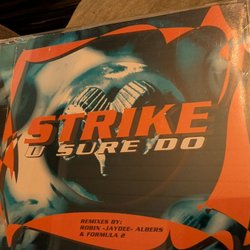 STRIKE
U SURE DO
REMIXES BY:
ROBIN -JAYDEE- ALBERS
& FORMULA 2